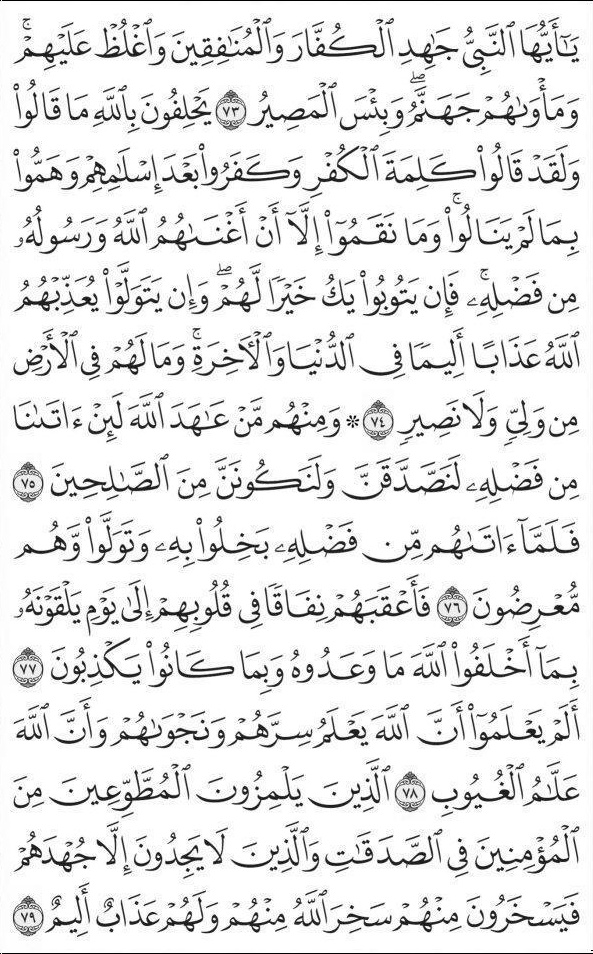 يَـٰٓأَيُّهَا ٱلنَّبِىُّ جَـٰهِدِ ٱلْكُفَّارَ وَٱلْمُنَـٰفِقِينَ وَٱغْلُظْ عَلَيْهِمْ ۚ
وَمَأْوَىٰهُمْ جَهَنَّمُ ۖ وَبِئْسَ ٱلْمَصِيرُ ٧٣ يَحْلِفُونَ بِٱللَّهِ مَا قَالُوا۟
وَلَقَدْ قَالُوا۟ كَلِمَةَ ٱلْكُفْرِ وَكَفَرُوا۟ بَعْدَ إِسْلَـٰمِهِمْ وَهَمُّوا۟
بِمَا لَمْ يَنَالُوا۟ ۚ وَمَا نَقَمُوٓا۟ إِلَّآ أَنْ أَغْنَىٰهُمُ ٱللَّهُ وَرَسُولُهُۥ
مِن فَضْلِهِۦ ۚ فَإِن يَتُوبُوا۟ يَكُ خَيْرًا لَّهُمْ ۖ وَإِن يَتَوَلَّوْا۟ يُعَذِّبْهُمُ
ٱللَّهُ عَذَابًا أَلِيمًا فِى ٱلدُّنْيَا وَٱلْـَٔاخِرَةِ ۚ وَمَا لَهُمْ فِى ٱلْأَرْضِ
مِن وَلِىٍّ وَلَا نَصِيرٍ ٧٤ ۞ وَمِنْهُم مَّنْ عَـٰهَدَ ٱللَّهَ لَئِنْ ءَاتَىٰنَا
مِن فَضْلِهِۦ لَنَصَّدَّقَنَّ وَلَنَكُونَنَّ مِنَ ٱلصَّـٰلِحِينَ ٧٥
فَلَمَّآ ءَاتَىٰهُم مِّن فَضْلِهِۦ بَخِلُوا۟ بِهِۦ وَتَوَلَّوا۟ وَّهُم
مُّعْرِضُونَ ٧٦ فَأَعْقَبَهُمْ نِفَاقًا فِى قُلُوبِهِمْ إِلَىٰ يَوْمِ يَلْقَوْنَهُۥ
بِمَآ أَخْلَفُوا۟ ٱللَّهَ مَا وَعَدُوهُ وَبِمَا كَانُوا۟ يَكْذِبُونَ ٧٧
أَلَمْ يَعْلَمُوٓا۟ أَنَّ ٱللَّهَ يَعْلَمُ سِرَّهُمْ وَنَجْوَىٰهُمْ وَأَنَّ ٱللَّهَ
عَلَّـٰمُ ٱلْغُيُوبِ ٧٨ ٱلَّذِينَ يَلْمِزُونَ ٱلْمُطَّوِّعِينَ مِنَ
ٱلْمُؤْمِنِينَ فِى ٱلصَّدَقَـٰتِ وَٱلَّذِينَ لَا يَجِدُونَ إِلَّا جُهْدَهُمْ
فَيَسْخَرُونَ مِنْهُمْ سَخِرَ ٱللَّهُ مِنْهُمْ وَلَهُمْ عَذَابٌ أَلِيمٌ ٧٩